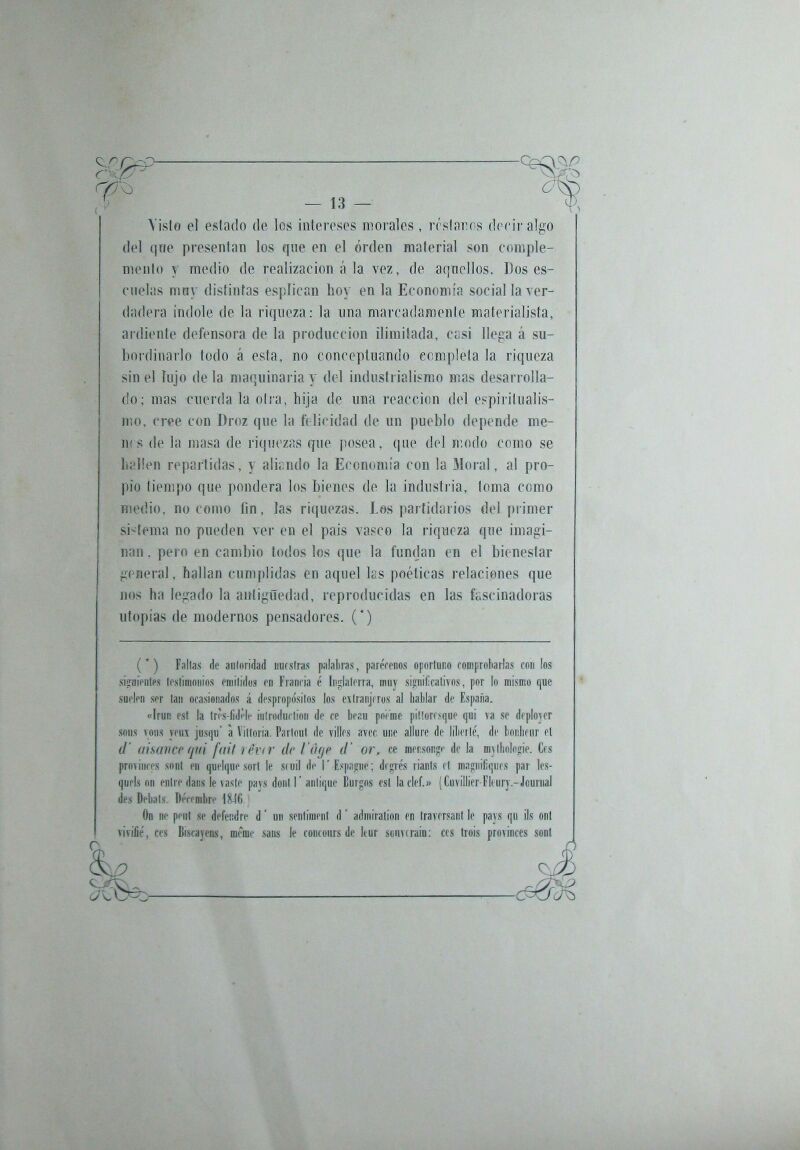 — 13 —
Visto el estado de los intereses morales, réstanos decir algo
del que presentan los que en el órden material son comple-
mento y medio de realizacion á la vez, de aquellos. Dos es-
cuelas muy distintas esplican hoy en la Economía social la ver-
dadera índole de la riqueza: la una marcadamente materialista,
ardiente defensora de la produccion ilimitada, casi llega á su-
bordinarlo todo á esta, no conceptuando completa la riqueza
sin el lujo de la maquinaria y del industrialismo mas desarrolla-
do; mas cuerda la otra, hija de una reaccion del espiritualis-
mo, cree con Droz que la felicidad de un pueblo depende me-
nos de la masa de riquezas que posea, que del modo como se
hallen repartidas, y aliando la Economía con la Moral, al pro-
pio tiempo que pondera los bienes de la industria, toma como
medio, no como fin, las riquezas. Los partidarios del primer
sistema no pueden ver en el pais vasco la riqueza que imagi-
nan, pero en cambio todos los que la fundan en el bienestar
general, hallan cumplidas en aquel las poéticas relaciones que
nos ha legado la antigüedad, reproducidas en las fascinadoras
utopias de modernos pensadores. (*)
(*) Faltas de autoridad nuestras palabras, parécenos oportuno comprobarlas con los
siguientes testimonios emitidos en Francia é Inglaterra, muy significativos, por lo mismo que
suelen ser tan ocasionados á despropósitos los extranjeros al hablar de España.
«Irun est la très-fidèle introduction de ce beau poème pittoresque qui va se deployer
sous vous yeux jusqu' à Vittoria. Partout de villes avec une allure de liberté, de bonheur et
d' aisance qui fait rêver de l'âge d' or, ce mensonge de la mythologie. Ces
provinces sont en quelque sort le seuil de l' Espagne; degrés riants et magnifiques par les-
quels on entre dans le vaste pays dont l' antique Burgos est la clef.» (Cuvillier-Fleury.-Journal
des Debats. Décembre 1846.)
On ne peut se defendre d' un sentiment d' admiration en traversant le pays qu ils ont
vivifié, ces Biscayens, même sans le concours de leur souverain: ces trois provinces sont